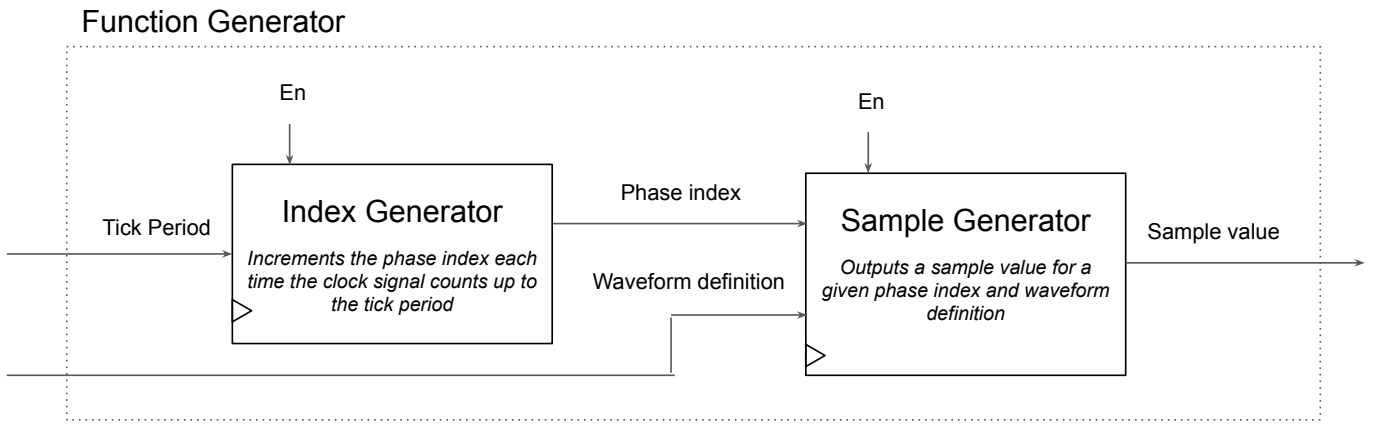 Function Generator
En
En
Tick Period
Index Generator
Increments the phase index each
time the clock signal counts up to
the tick period
Phase index
Waveform definition
Sample Generator
Outputs a sample value for a
given phase index and waveform
definition
Sample value